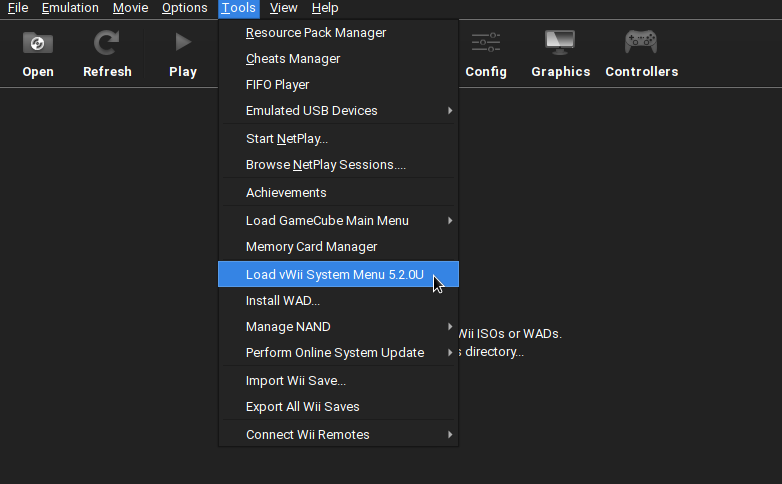 File Emulation Movie Options Tools View Help
Open Refresh Play Config Graphics Controllers
Resource Pack Manager
Cheats Manager
FIFO Player
Emulated USB Devices
Start NetPlay...
Browse NetPlay Sessions....
Achievements
Load GameCube Main Menu
Memory Card Manager
Load vWii System Menu 5.2.0U
Install WAD...
Manage NAND
Wii ISOs or WADs.
Perform Online System Update
directory...
Import Wii Save...
Export All Wii Saves
Connect Wii Remotes